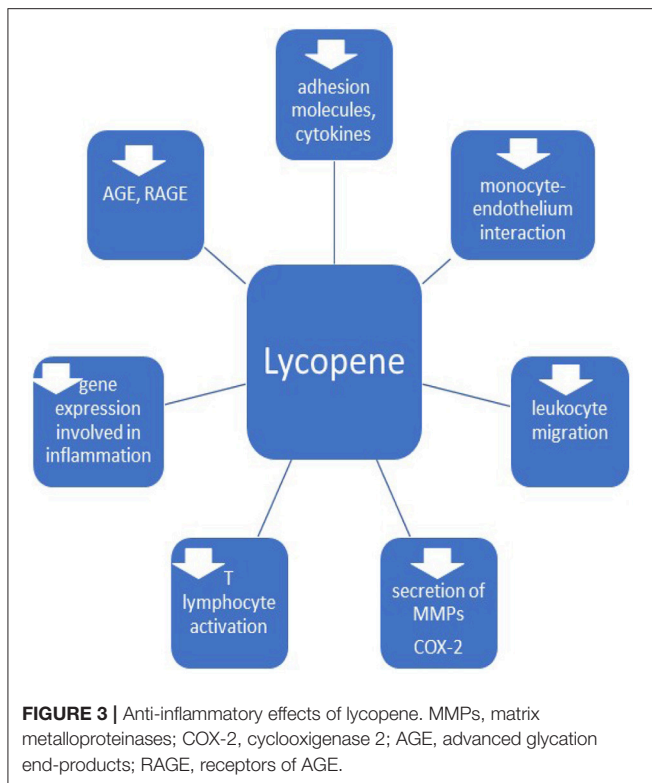 adhesion
molecules,
cytokines
AGE, RAGE
monocyte-
endothelium
interaction
Lycopene
gene
expression
involved in
inflammation
leukocyte
migration
T
lymphocyte
activation
secretion of
MMPs
COX-2
FIGURE 3 | Anti-inflammatory effects of lycopene. MMPs, matrix
metalloproteinases; COX-2, cyclooxigenase 2; AGE, advanced glycation
end-products; RAGE, receptors of AGE.